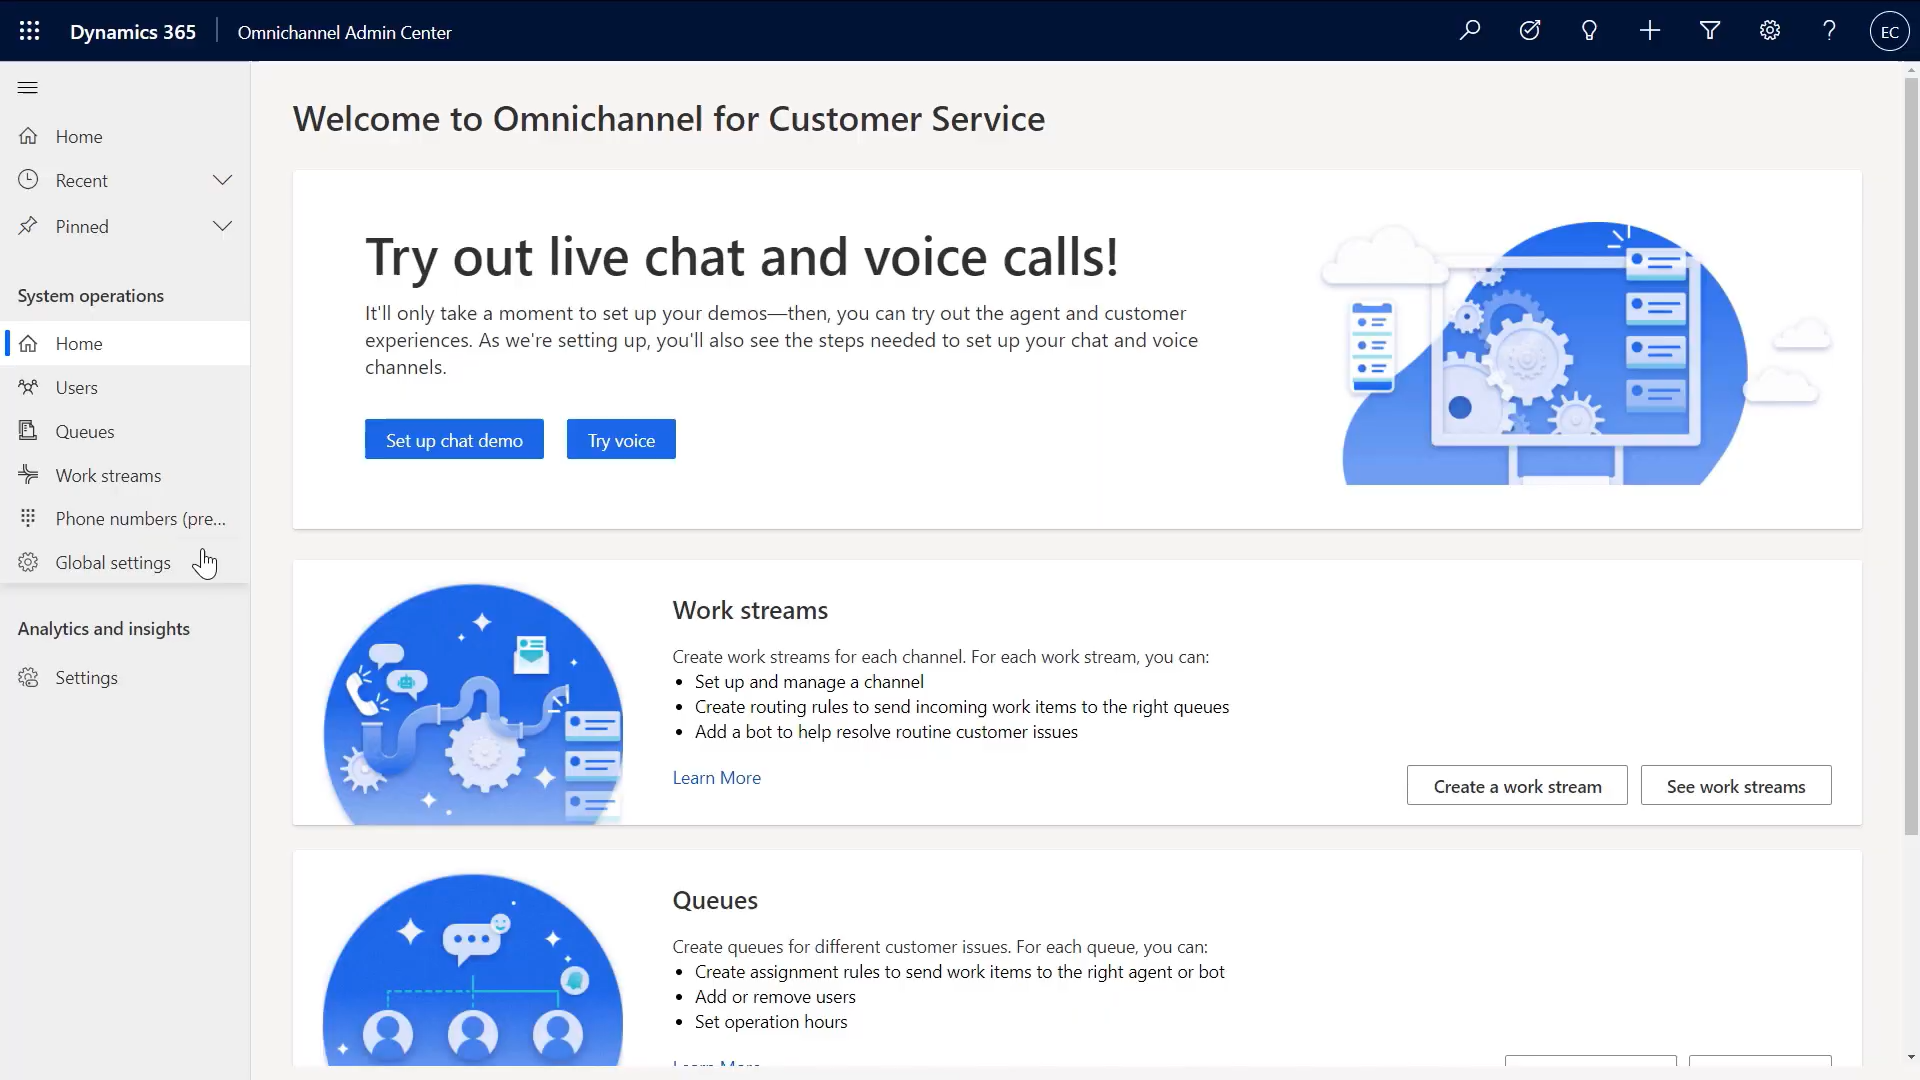 Dynamics 365
Omnichannel Admin Center
EC
Home
Recent
Pinned
System operations
Home
Users
Queues
Work streams
Phone numbers (pre...
Global settings
Analytics and insights
Settings
Welcome to Omnichannel for Customer Service
Try out live chat and voice calls!
It'll only take a moment to set up your demos—then, you can try out the agent and customer
experiences. As we're setting up, you'll also see the steps needed to set up your chat and voice
channels.
Set up chat demo
Try voice
Work streams
Create work streams for each channel. For each work stream, you can:
• Set up and manage a channel
• Create routing rules to send incoming work items to the right queues
• Add a bot to help resolve routine customer issues
Learn More
Create a work stream
See work streams
Queues
Create queues for different customer issues. For each queue, you can:
• Create assignment rules to send work items to the right agent or bot
• Add or remove users
• Set operation hours
Learn More